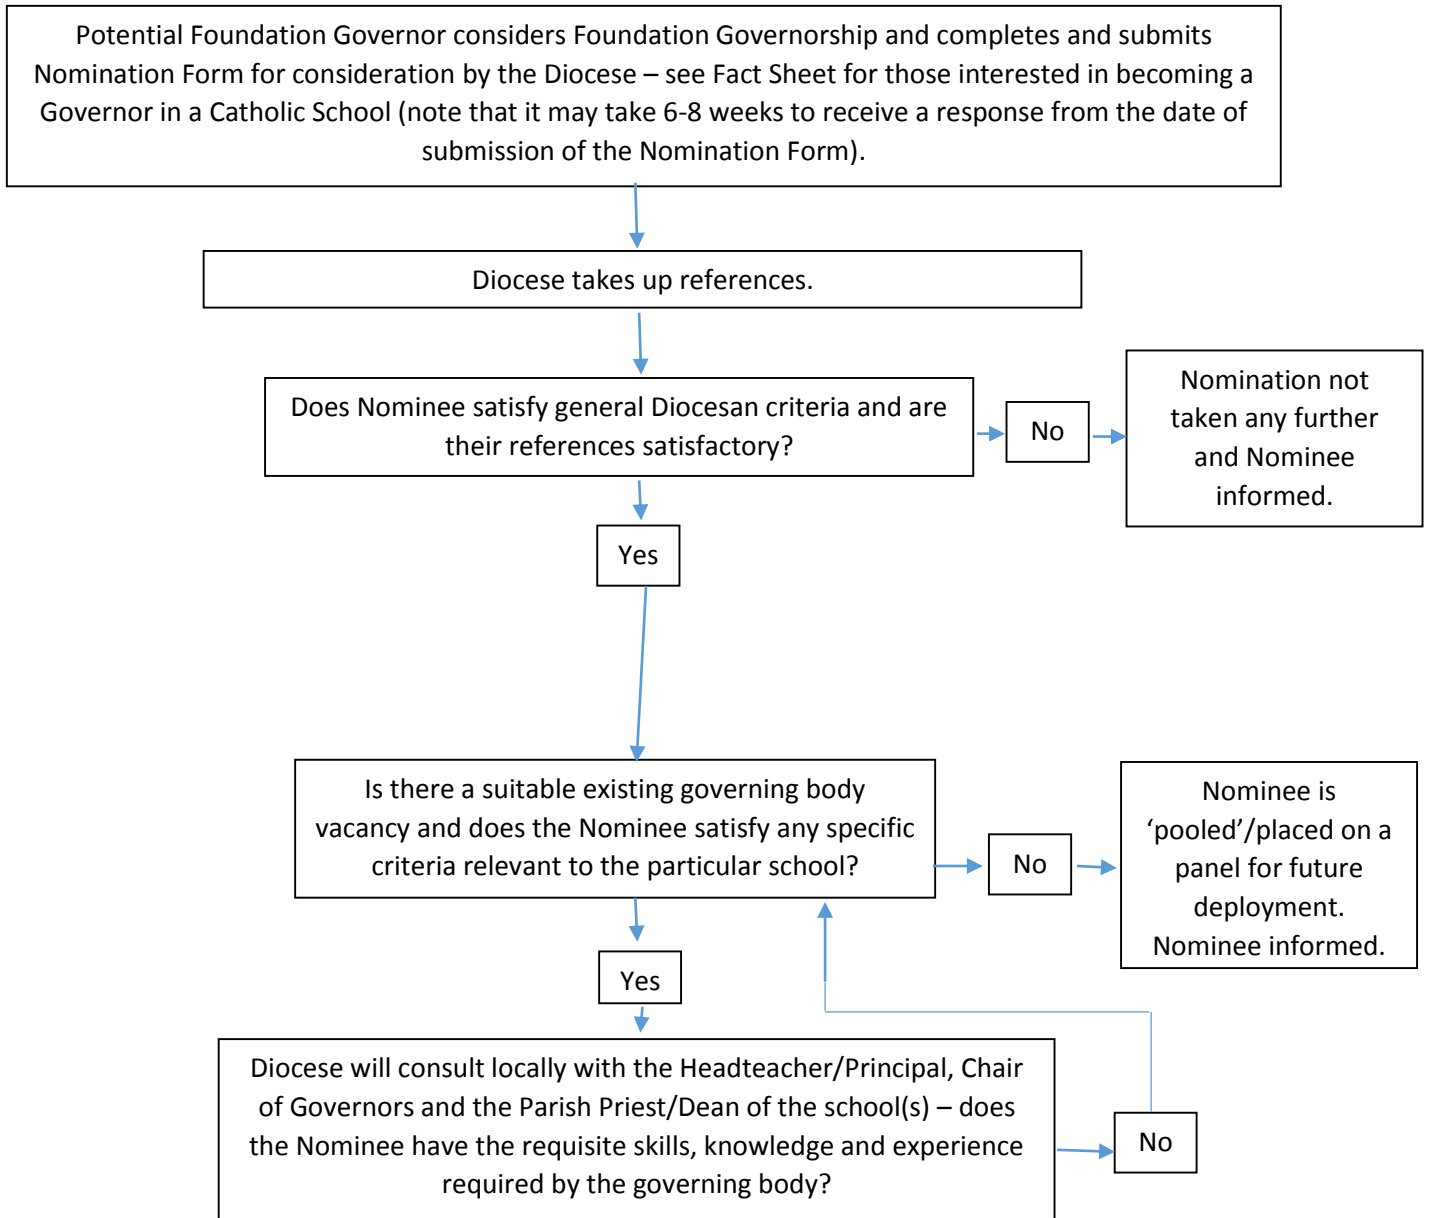 Potential Foundation Governor considers Foundation Governorship and completes and submits
Nomination Form for consideration by the Diocese – see Fact Sheet for those interested in becoming a
Governor in a Catholic School (note that it may take 6-8 weeks to receive a response from the date of
submission of the Nomination Form).
Diocese takes up references.
Does Nominee satisfy general Diocesan criteria and are
their references satisfactory?
No
Nomination not
taken any further
and Nominee
informed.
Yes
Is there a suitable existing governing body
vacancy and does the Nominee satisfy any specific
criteria relevant to the particular school?
No
Nominee is
‘pooled’/placed on a
panel for future
deployment.
Nominee informed.
Yes
Diocese will consult locally with the Headteacher/Principal, Chair
of Governors and the Parish Priest/Dean of the school(s) – does
the Nominee have the requisite skills, knowledge and experience
required by the governing body?
No